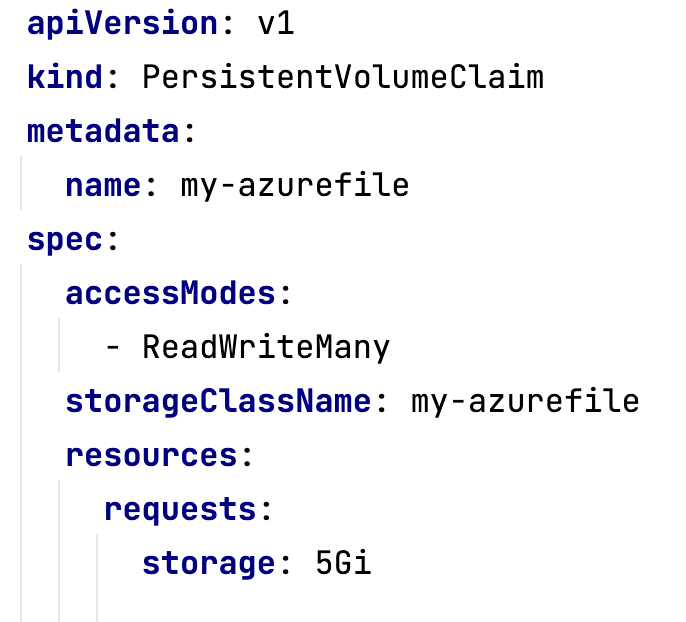 apiVersion: v1
kind: PersistentVolumeClaim
metadata:
  name: my-azurefile
spec:
  accessModes:
    - ReadWriteMany
  storageClassName: my-azurefile
  resources:
    requests:
      storage: 5Gi